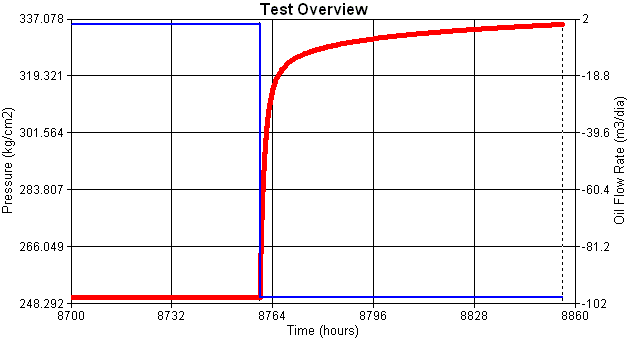 Test Overview
337.078
319.321
301.564
283.807
266.049
248.292
Pressure (kg/cm2)
2
-18.8
-39.6
-60.4
-81.2
-102
Oil Flow Rate (m3/dia)
8700 8732 8764 8796 8828 8860
Time (hours)